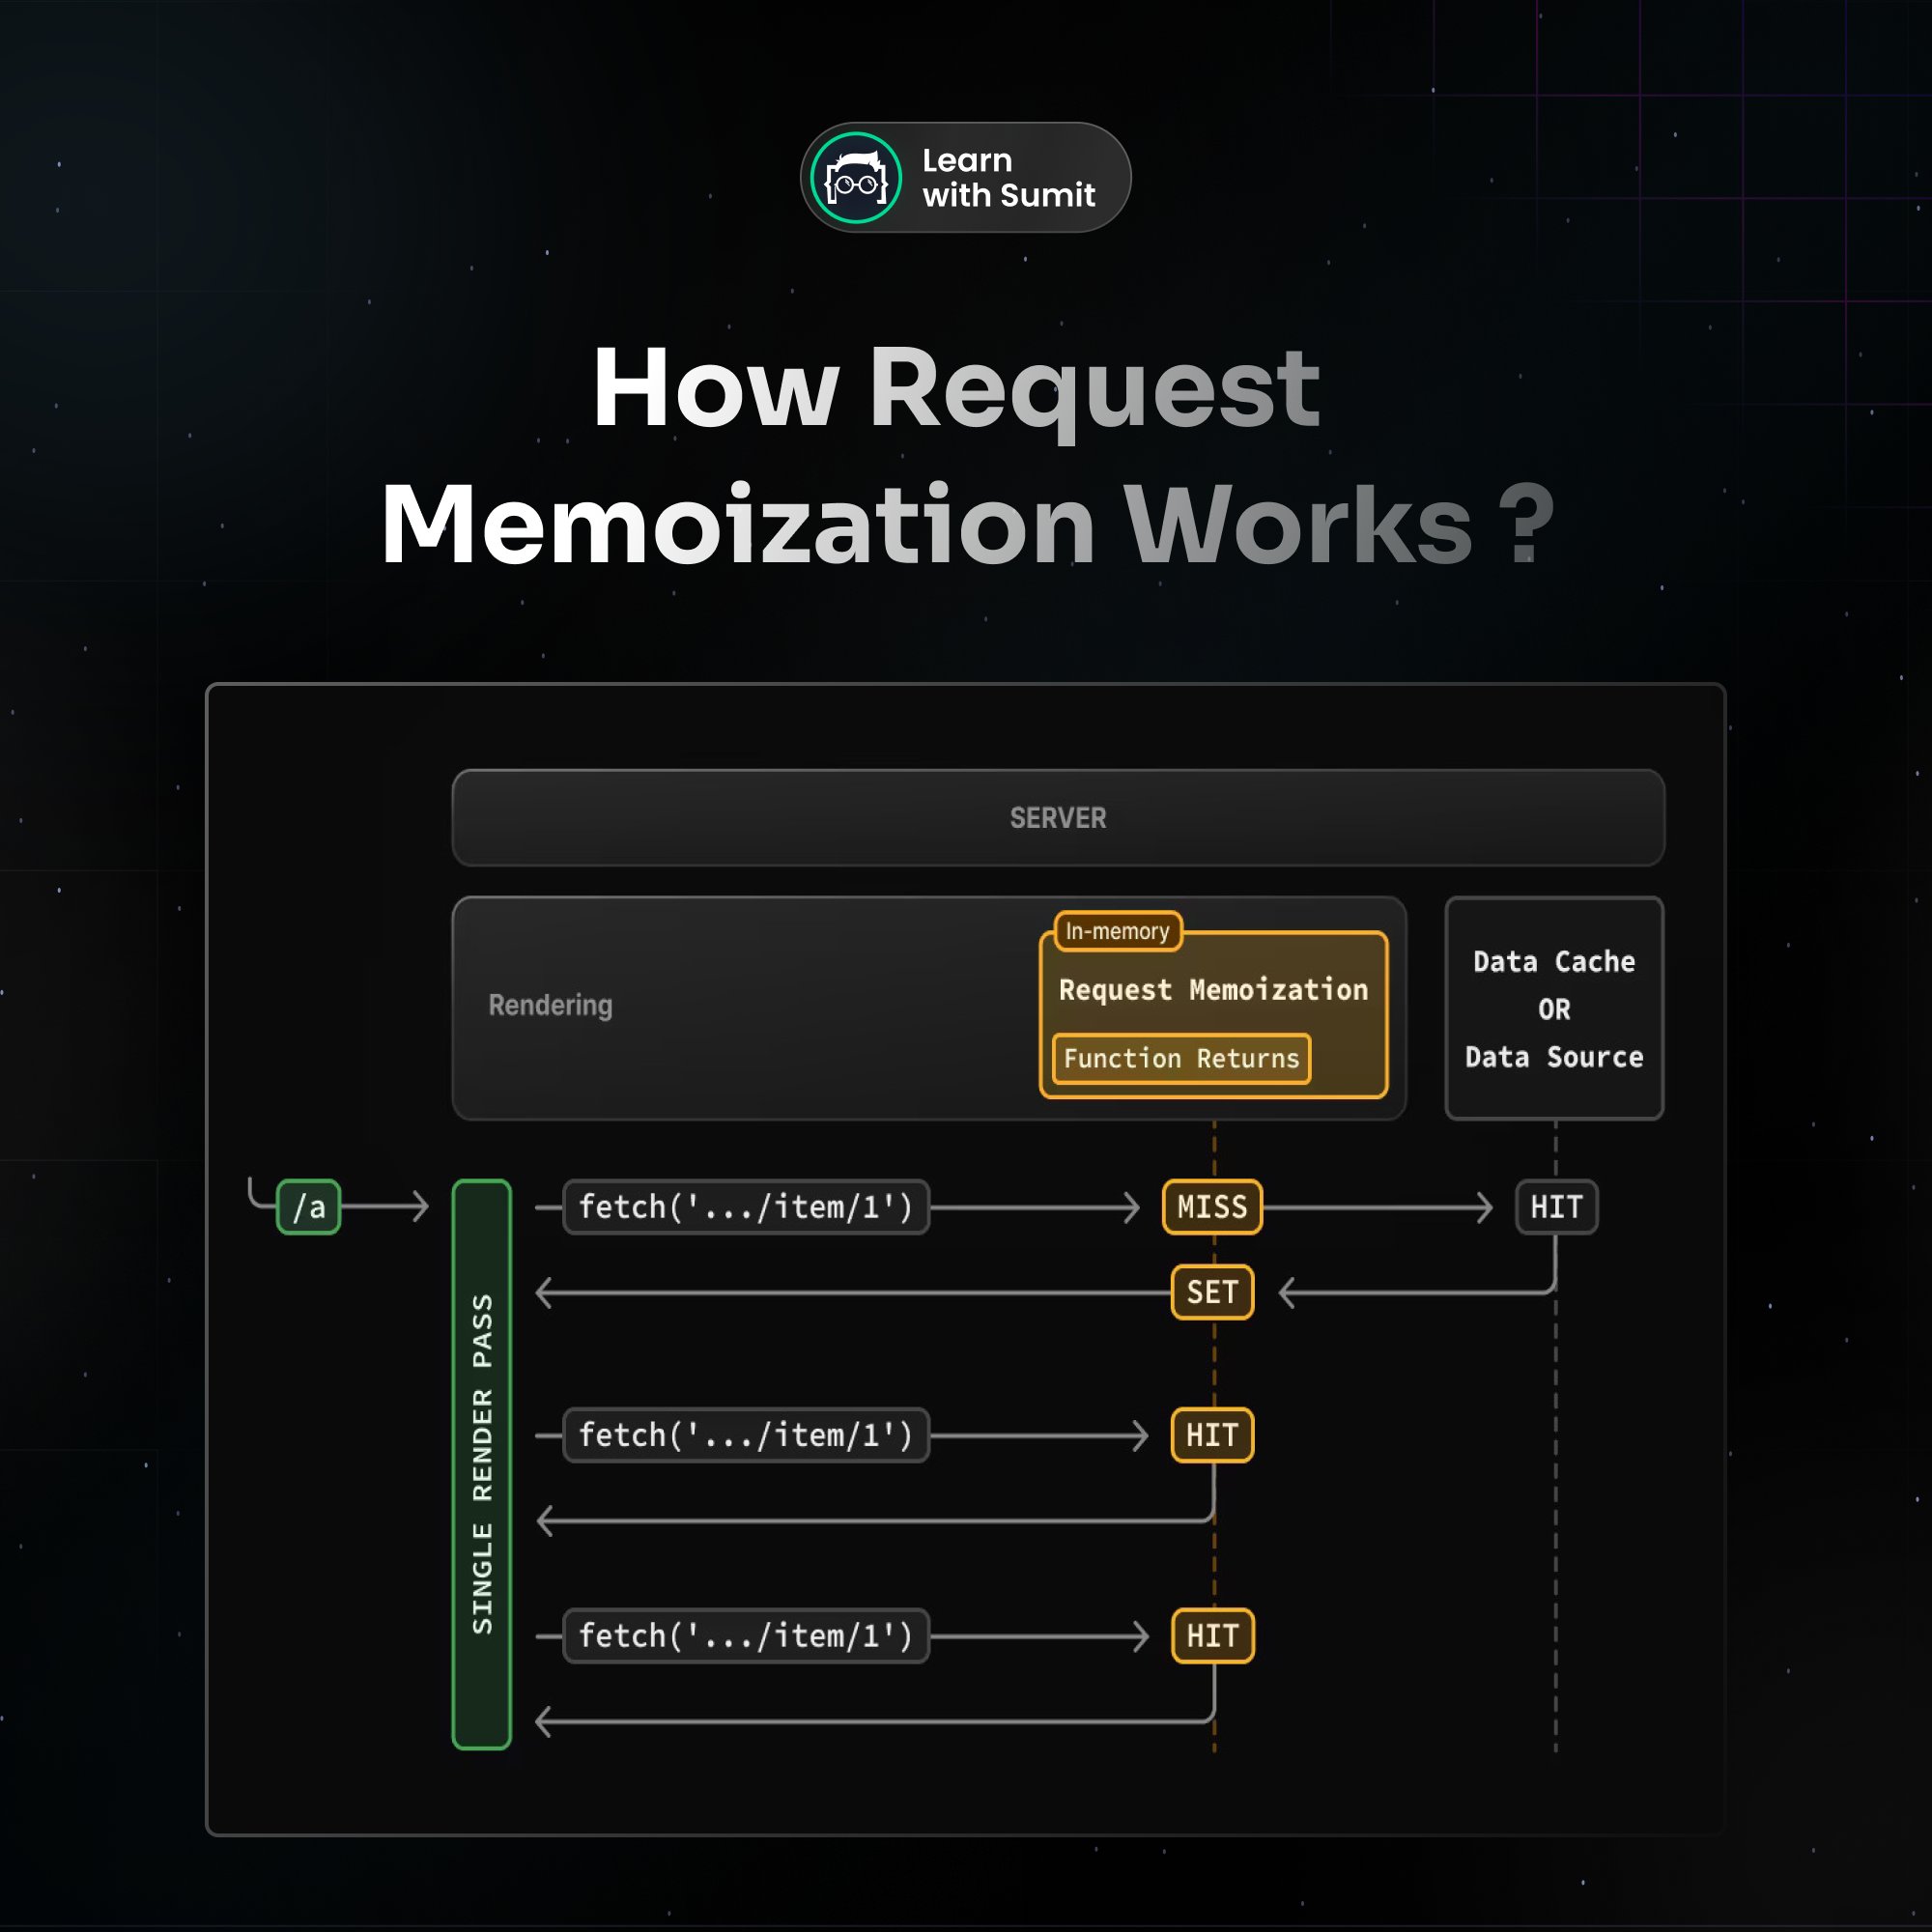 Learn
with Sumit
How Request
Memoization Works ?
SERVER
Rendering
In-memory
Request Memoization
Function Returns
Data Cache
OR
Data Source
/a
SINGLE RENDER PASS
fetch('.../item/1')
MISS
HIT
SET
fetch('.../item/1')
HIT
fetch('.../item/1')
HIT